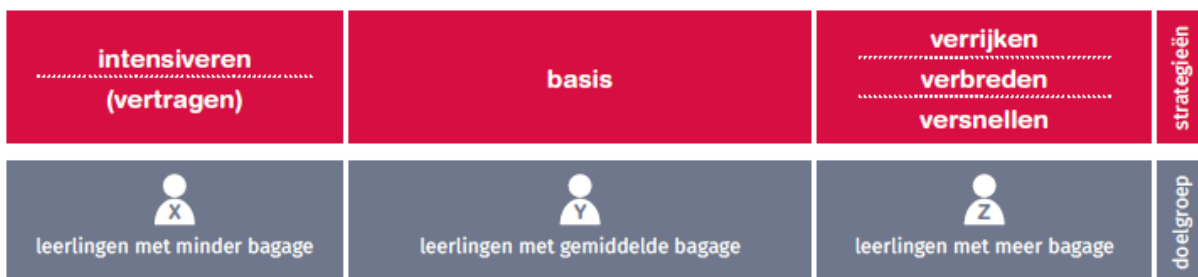 intensiveren
(vertragen)
basis
verrijken
verbreden
versnellen
strategieën
X
leerlingen met minder bagage
Y
leerlingen met gemiddelde bagage
Z
leerlingen met meer bagage
doelgroep